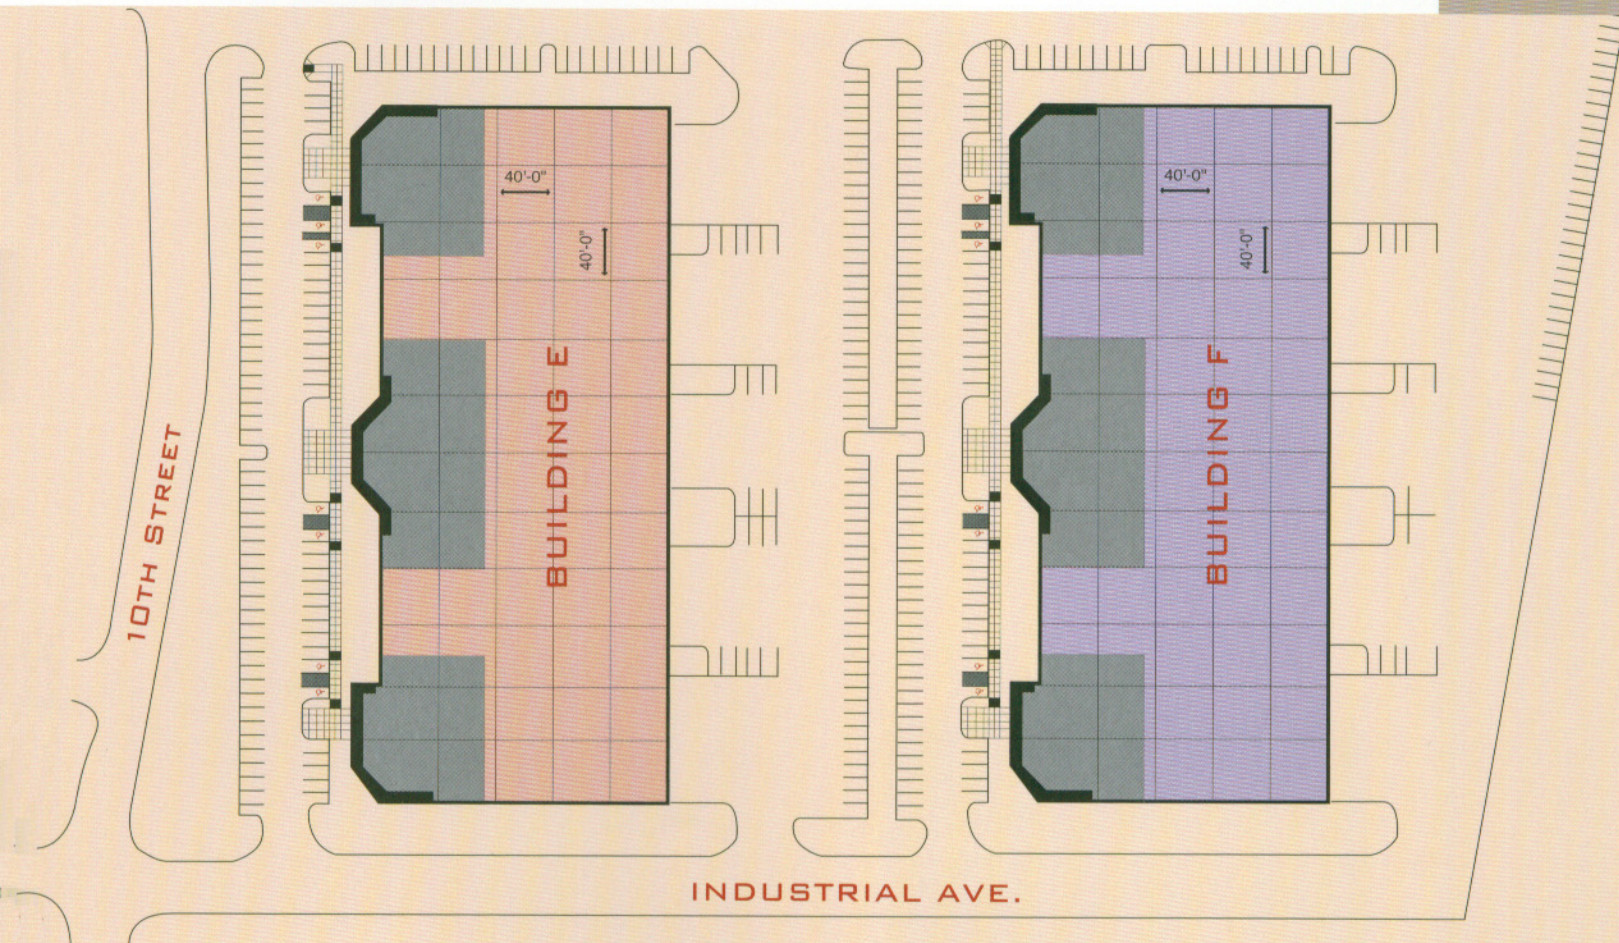 40'-0"
40'-0"
40'-0"
40'-0"
BUILDING E
BUILDING F
10TH STREET
INDUSTRIAL AVE.